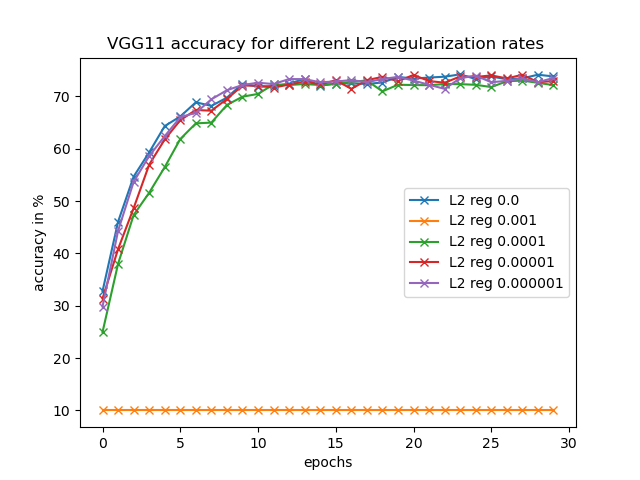 VGG11 accuracy for different L2 regularization rates
accuracy in %
70
60
50
40
30
20
10
L2 reg 0.0
L2 reg 0.001
L2 reg 0.0001
L2 reg 0.00001
L2 reg 0.000001
0 5 10 15 20 25 30
epochs